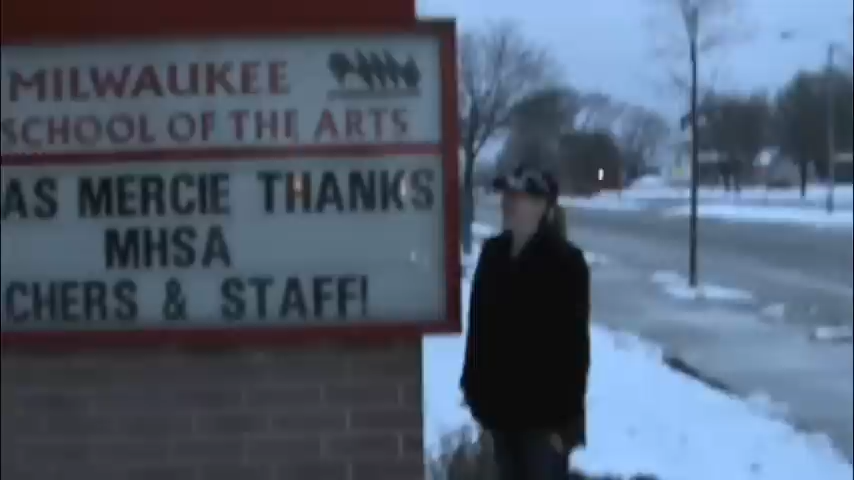 MILWAUKEE
SCHOOL OF THE ARTS
AS MERCIE THANKS
MHSA
CHERS & STAFF!